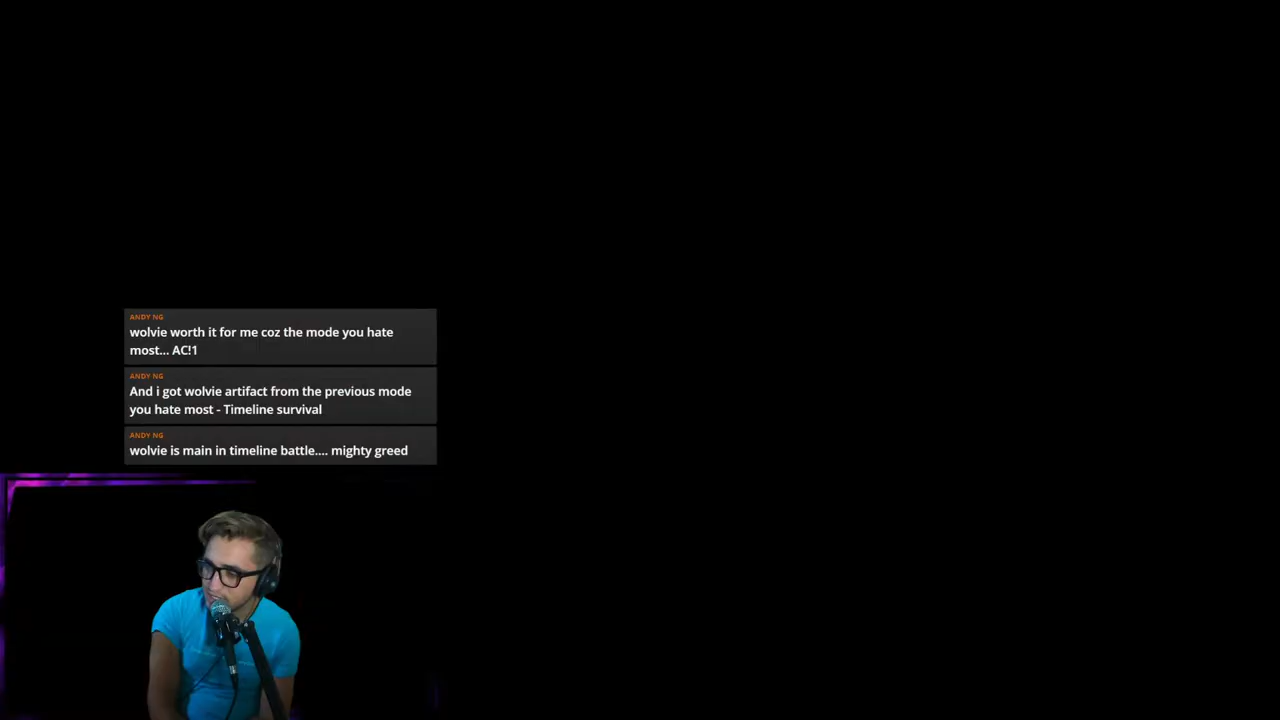 ANDY NG
wolvie worth it for me coz the mode you hate
most... AC!1
ANDY NG
And i got wolvie artifact from the previous mode
you hate most - Timeline survival
ANDY NG
wolvie is main in timeline battle.... mighty greed